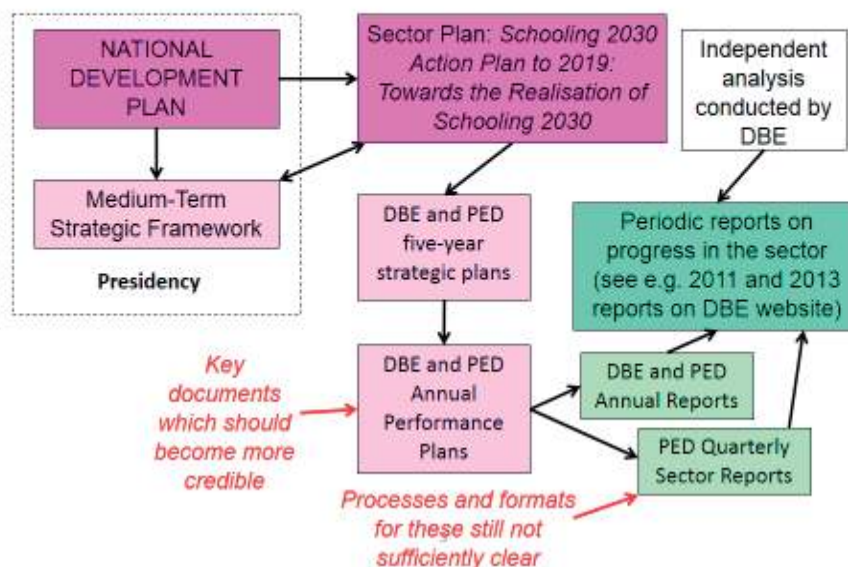 NATIONAL
DEVELOPMENT
PLAN
Medium-Term
Strategic Framework
Presidency
Sector Plan: Schooling 2030
Action Plan to 2019:
Towards the Realisation of
Schooling 2030
Independent
analysis
conducted by
DBE
DBE and PED
five-year
strategic plans
Periodic reports on
progress in the sector
(see e.g. 2011 and 2013
reports on DBE website)
Key
documents
which should
become more
credible
DBE and PED
Annual
Performance
Plans
DBE and PED
Annual Reports
PED Quarterly
Sector Reports
Processes and formats
for these still not
sufficiently clear